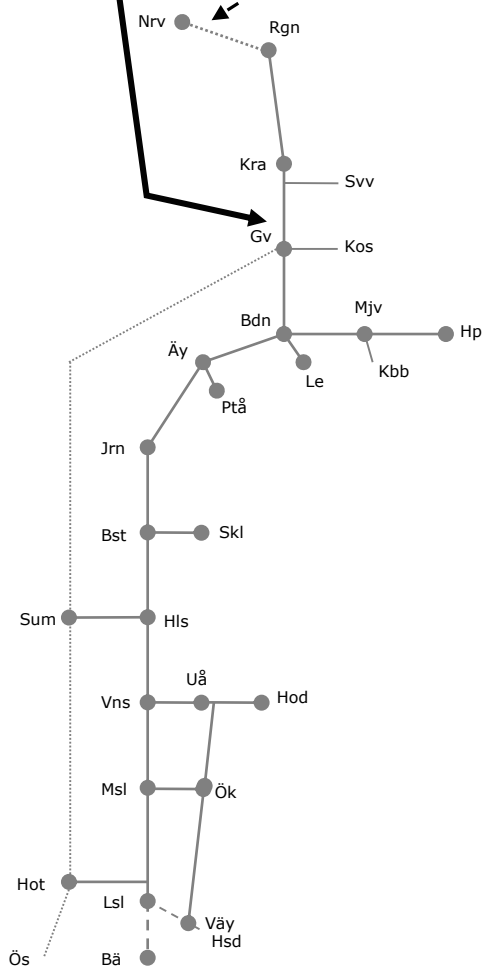 Nrv
Rgn
Kra
Svv
Gv
Kos
Bdn
Mjv
Hp
Äy
Le
Kbb
Ptå
Jrn
Bst
Skl
Sum
Hls
Uå
Vns
Hod
Msl
Ök
Hot
Lsl
Väy
Hsd
Ös
Bä